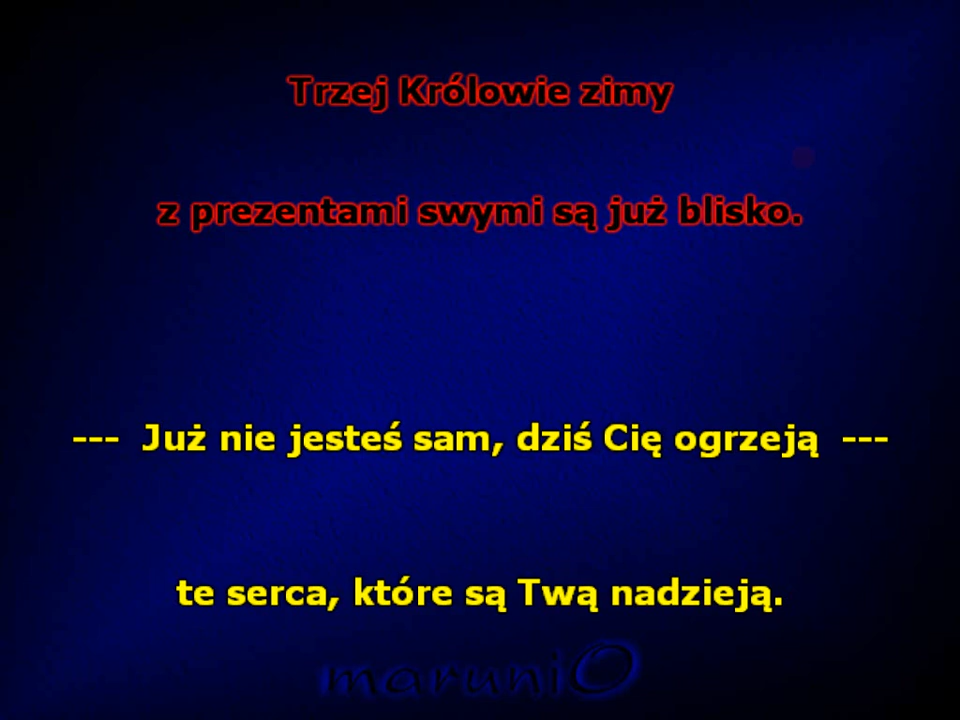 Trzej Królowie zimy
z prezentami swymi są już blisko.
--- Już nie jesteś sam, dziś Cię ogrzeją ---
te serca, które są Twą nadzieją.
maruniO